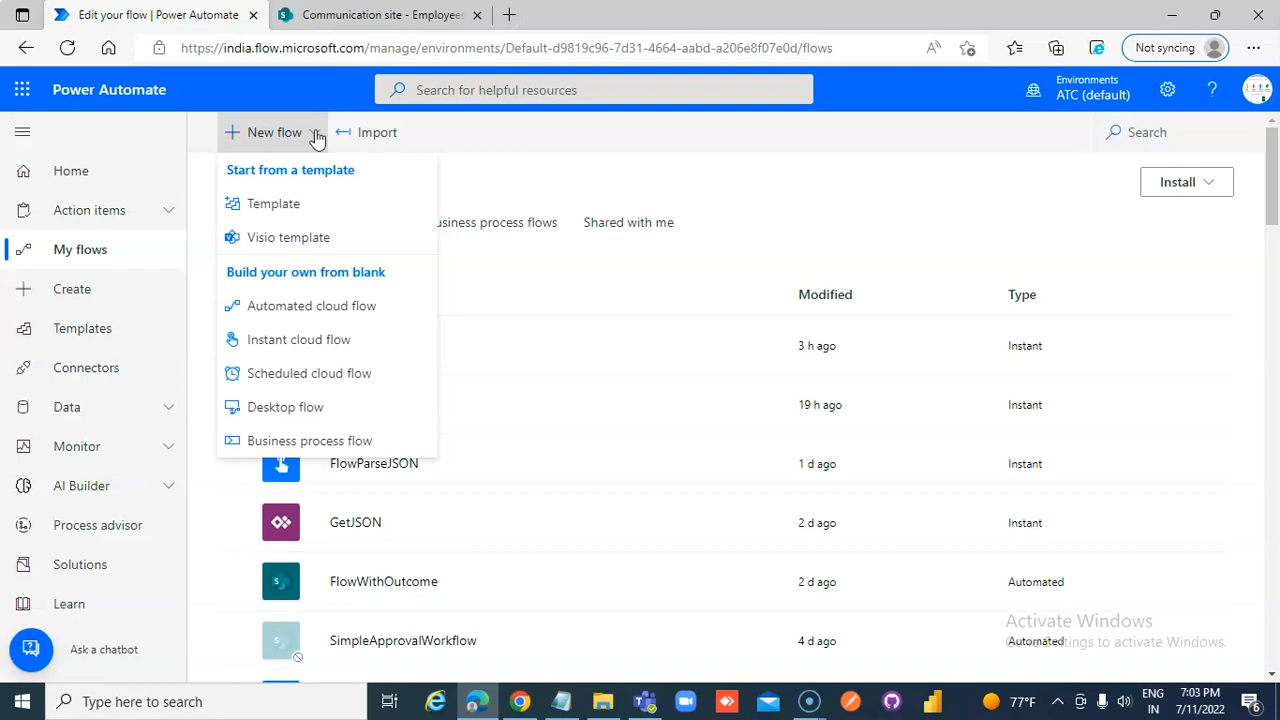 Edit your flow | Power Automate
Communication site - Employees
Not syncing
https://india.flow.microsoft.com/manage/environments/Default-d9819c96-7d31-4664-aabd-a206e8f07e0d/flows
Power Automate
Search for helpful resources
Environments
ATC (default)
New flow
Import
Search
Start from a template
Template
Visio template
Build your own from blank
Automated cloud flow
Instant cloud flow
Scheduled cloud flow
Desktop flow
Business process flow
Install
usiness process flows
Shared with me
Home
Action items
My flows
Create
Templates
Connectors
Data
Monitor
AI Builder
Process advisor
Solutions
Learn
Ask a chatbot
Modified
Type
3 h ago
Instant
19 h ago
Instant
FlowParseJSON
1 d ago
Instant
GetJSON
2 d ago
Instant
FlowWithOutcome
2 d ago
Automated
SimpleApprovalWorkflow
4 d ago
Automated
Activate Windows
Go to Settings to activate Windows.
Type here to search
77°F
ENG
IN
7:03 PM
7/11/2022
6